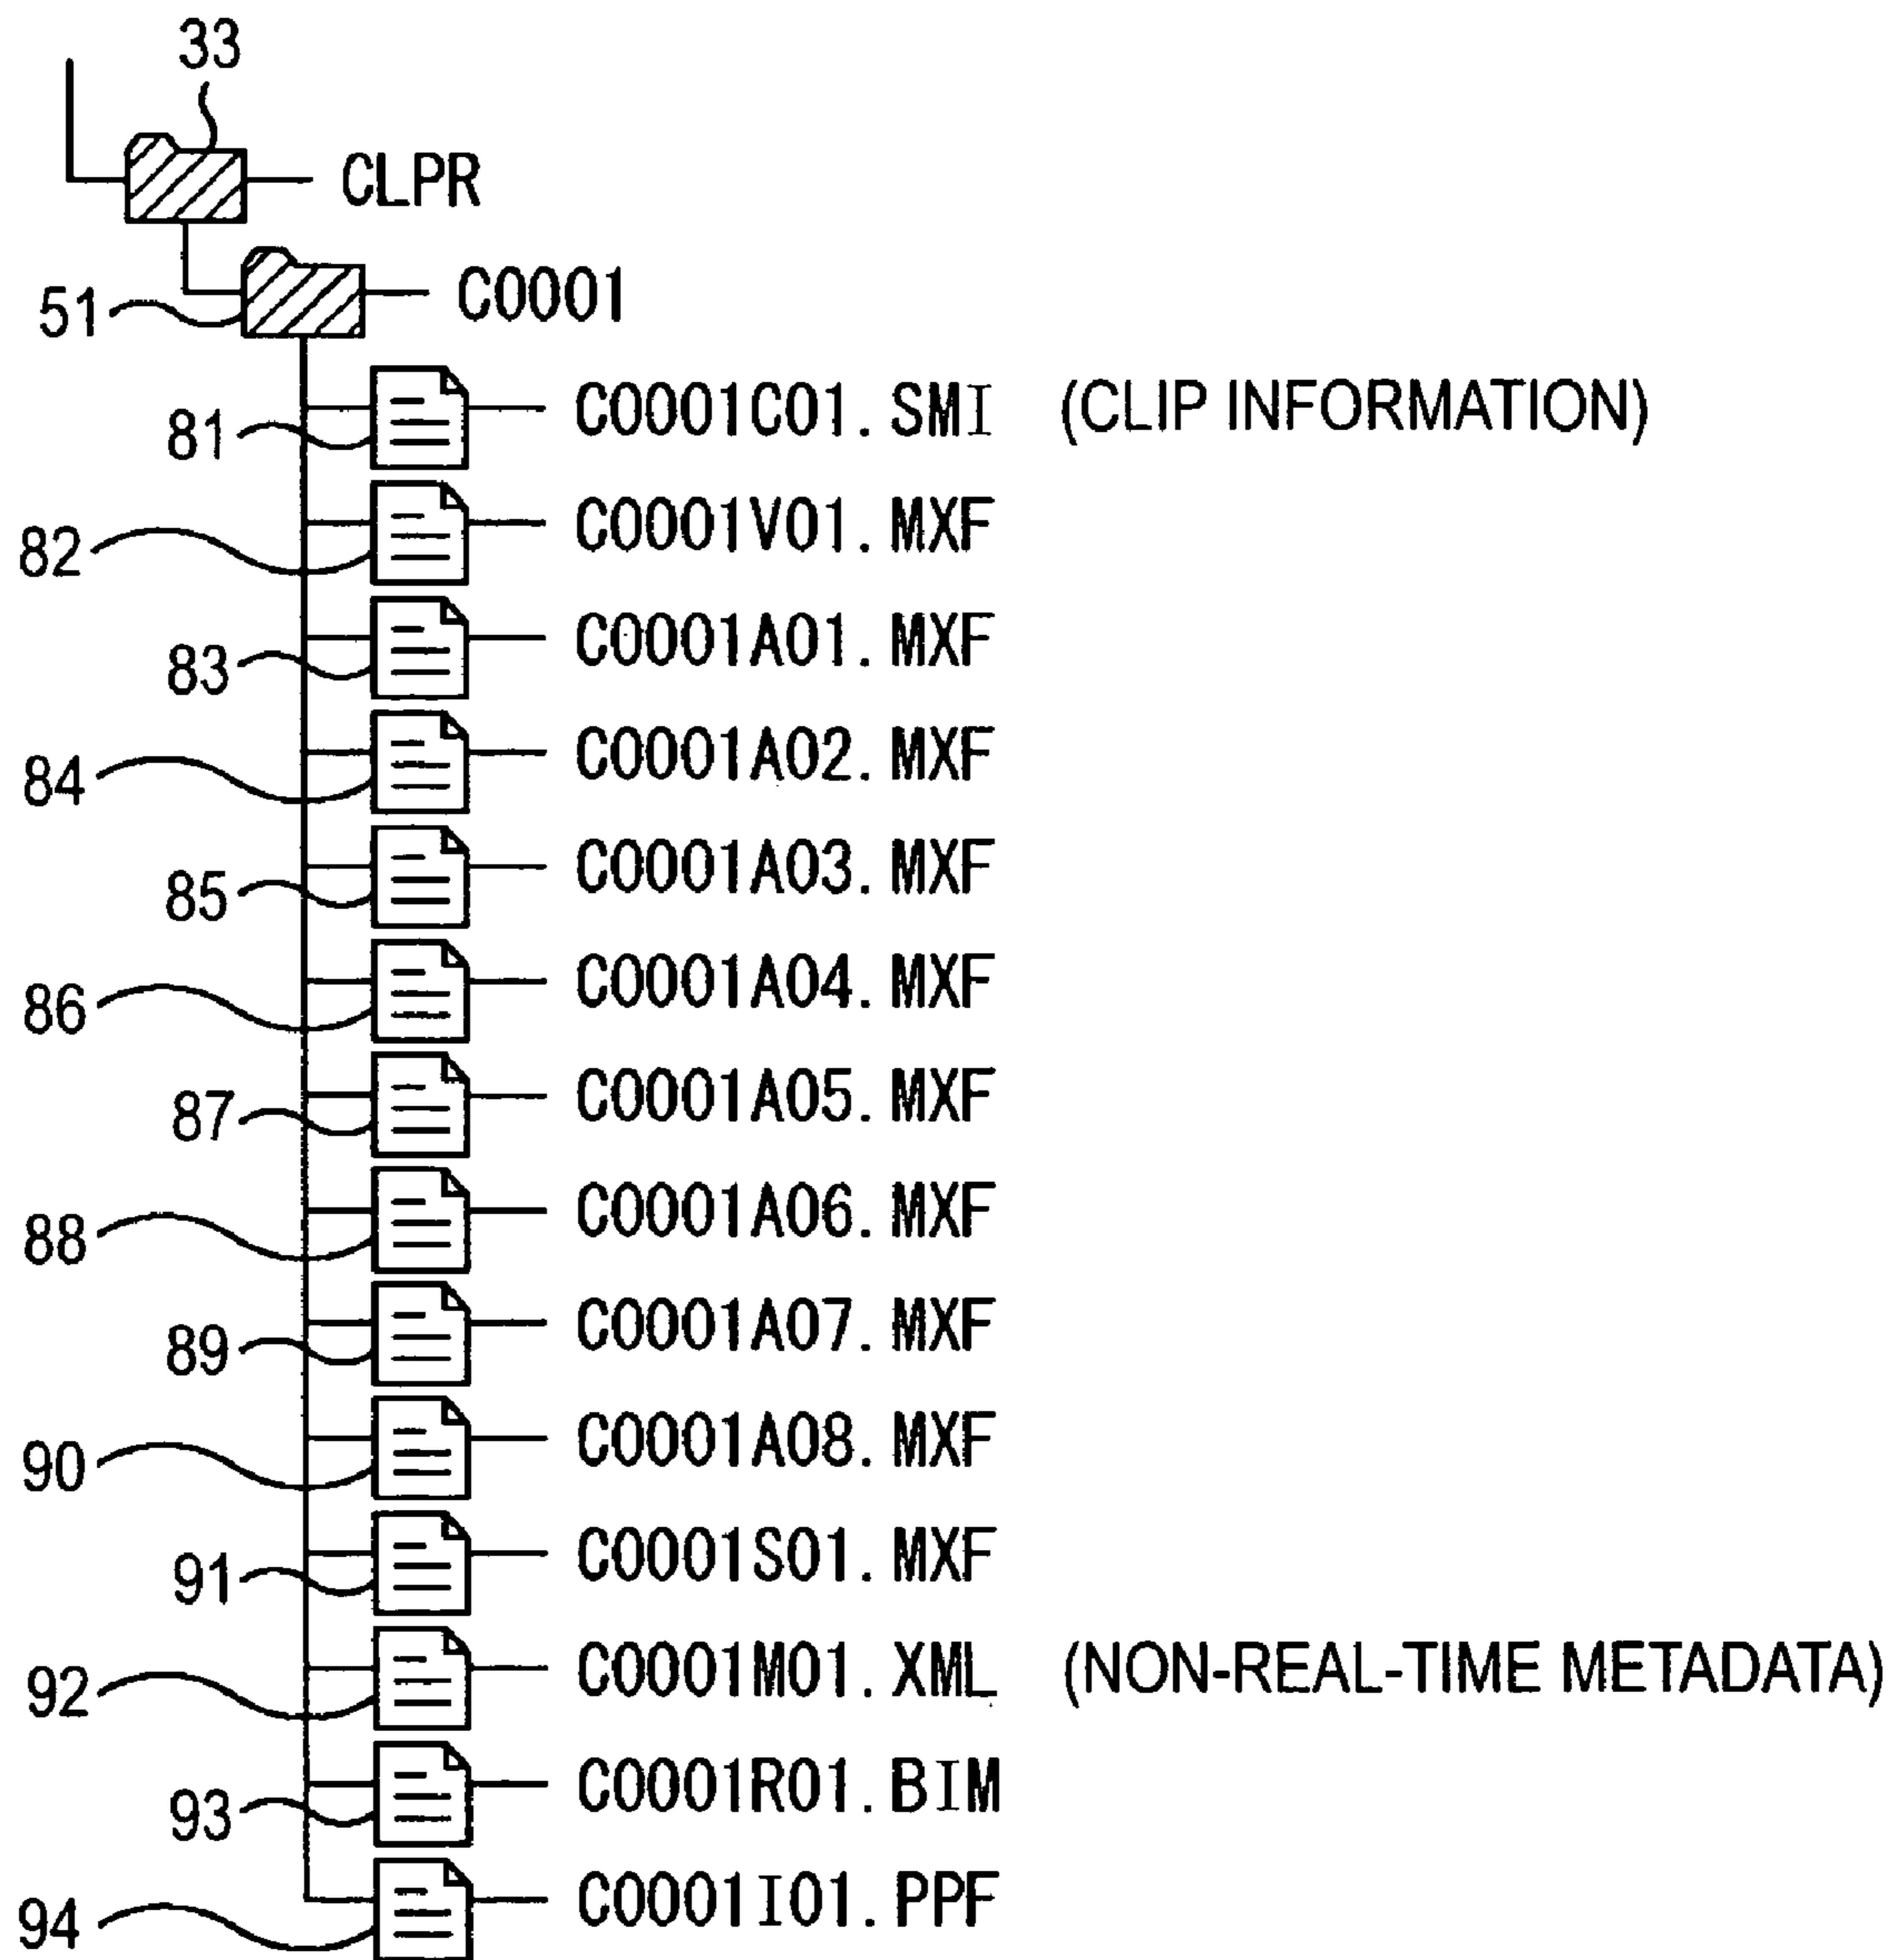 33
CLPR
51 C0001
81 C0001C01.SMI (CLIP INFORMATION)
82 C0001V01.MXF
83 C0001A01.MXF
84 C0001A02.MXF
85 C0001A03.MXF
86 C0001A04.MXF
87 C0001A05.MXF
88 C0001A06.MXF
89 C0001A07.MXF
90 C0001A08.MXF
91 C0001S01.MXF
92 C0001M01.XML (NON-REAL-TIME METADATA)
93 C0001R01.BIM
94 C0001I01.PPF